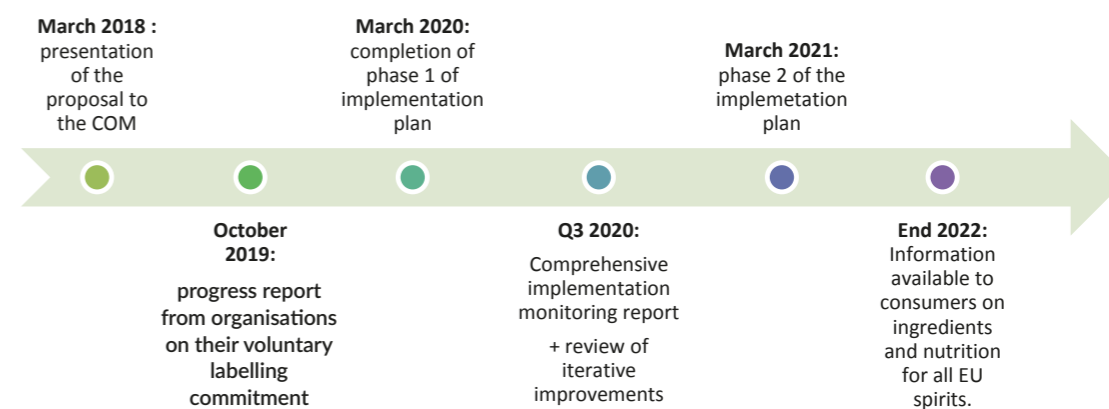 March 2018 :
presentation
of the
proposal to
the COM
October
2019:
progress report
from organisations
on their voluntary
labelling
commitment
March 2020:
completion of
phase 1 of
implementation
plan
Q3 2020:
Comprehensive
implementation
monitoring report
+ review of
iterative
improvements
March 2021:
phase 2 of the
implemetation
plan
End 2022:
Information
available to
consumers on
ingredients
and nutrition
for all EU
spirits.